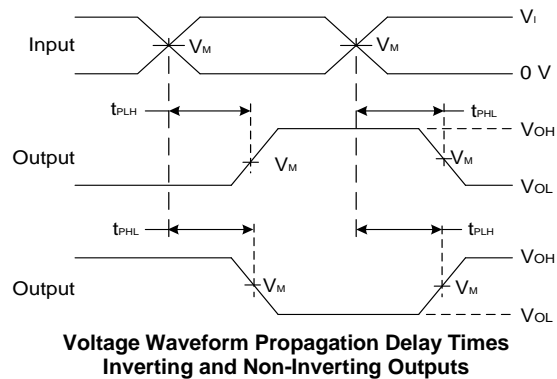 VI
Input
VM
VM
0 V
tPLH
tPHL
VOH
Output
VM
VM
VOL
tPHL
tPLH
VOH
Output
VM
VM
VOL
Voltage Waveform Propagation Delay Times
Inverting and Non-Inverting Outputs